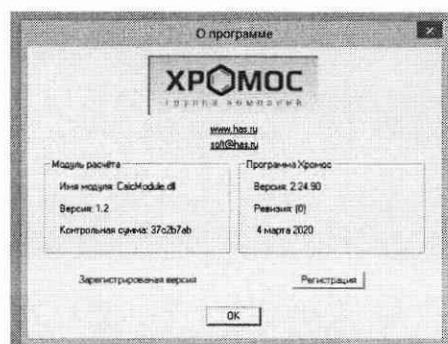 О программе
ХРОМОС
группа компаний
www.has.ru
soft@has.ru
Модуль расчёта
Имя модуля: CalcModule.dll
Версия: 1.2
Контрольная сумма: 37c2b7ab
Программа Хромос
Версия: 2.24.90
Ревизия: (0)
4 марта 2020
Зарегистрированая версия
Регистрация
OK